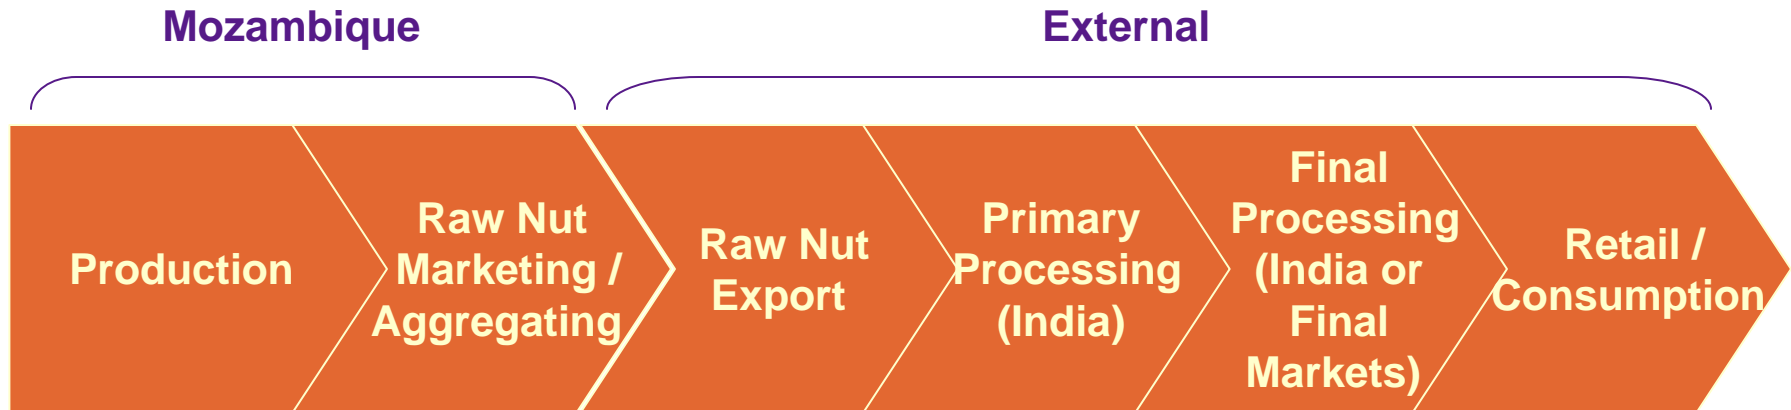 Mozambique
External
Production
Raw Nut
Marketing /
Aggregating
Raw Nut
Export
Primary
Processing
(India)
Final
Processing
(India or
Final
Markets)
Retail /
Consumption